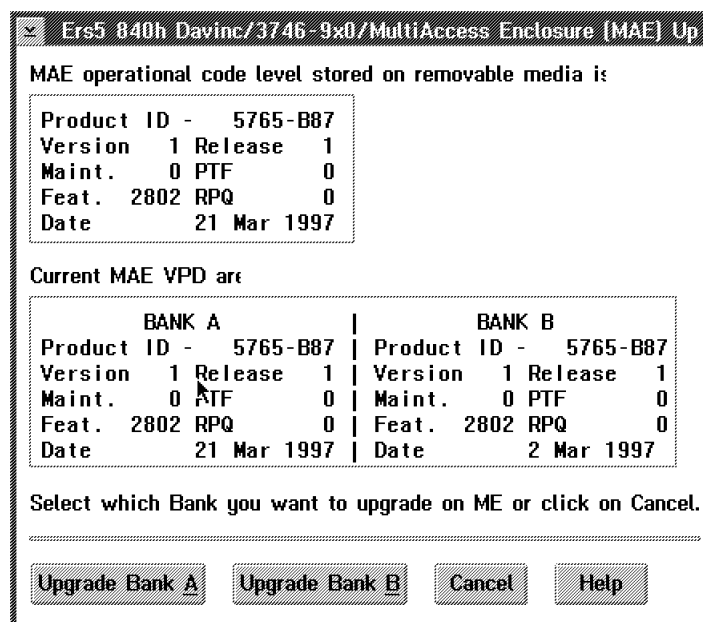 Ers5 840h Davinc/3746-9x0/MultiAccess Enclosure (MAE) Up
MAE operational code level stored on removable media is
Product ID - 5765-B87
Version 1 Release 1
Maint. 0 PTF 0
Feat. 2802 RPQ 0
Date 21 Mar 1997
Current MAE VPD are
BANK A | BANK B
Product ID - 5765-B87 | Product ID - 5765-B87
Version 1 Release 1 | Version 1 Release 1
Maint. 0 PTF 0 | Maint. 0 PTF 0
Feat. 2802 RPQ 0 | Feat. 2802 RPQ 0
Date 21 Mar 1997 | Date 2 Mar 1997
Select which Bank you want to upgrade on ME or click on Cancel.
Upgrade Bank A Upgrade Bank B Cancel Help